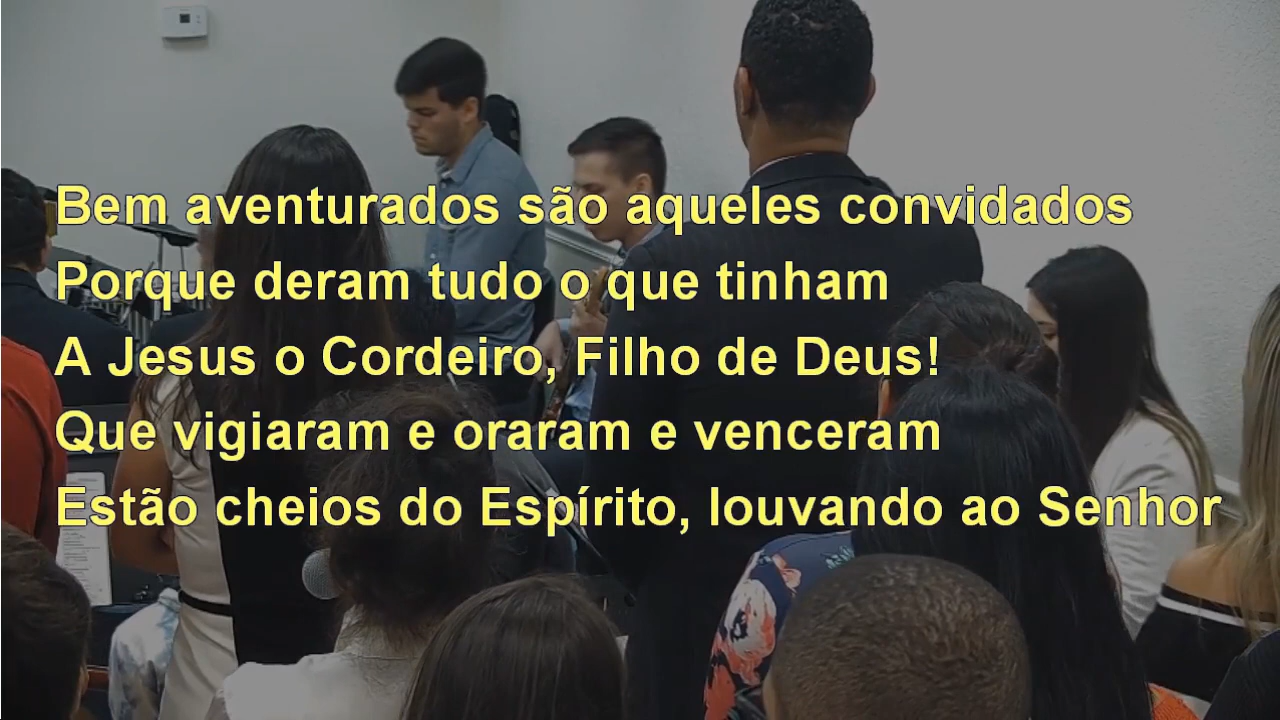 Bem aventurados são aqueles convidados
Porque deram tudo o que tinham
A Jesus o Cordeiro, Filho de Deus!
Que vigiaram e oraram e venceram
Estão cheios do Espírito, louvando ao Senhor